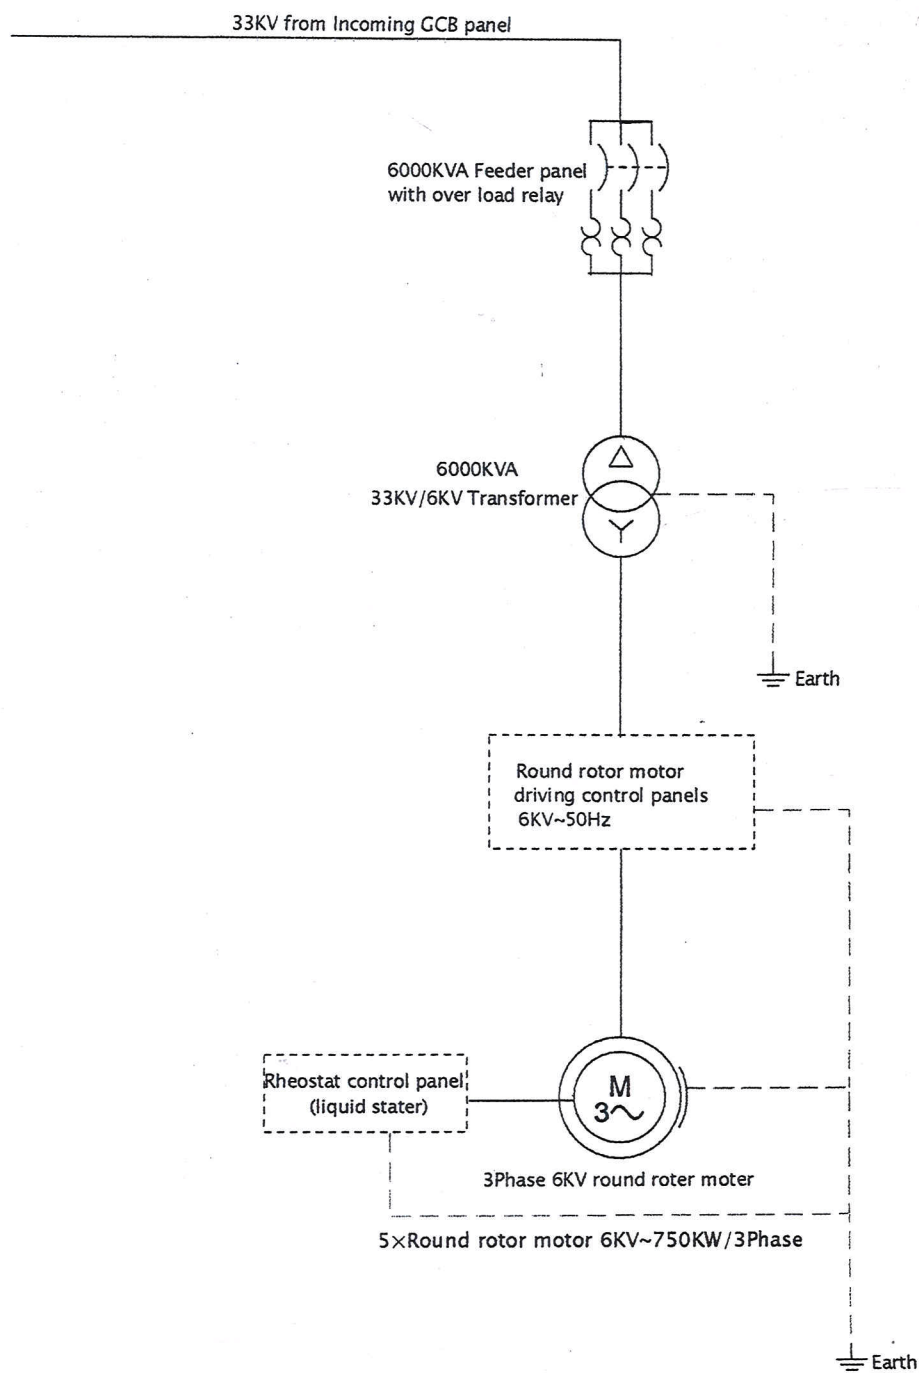 33KV from Incoming GCB panel
6000KVA Feeder panel
with over load relay
6000KVA
33KV/6KV Transformer
Earth
Round rotor motor
driving control panels
6KV~50Hz
Rheostat control panel
(liquid stater)
M
3~
3Phase 6KV round roter moter
5×Round rotor motor 6KV~750KW/3Phase
Earth